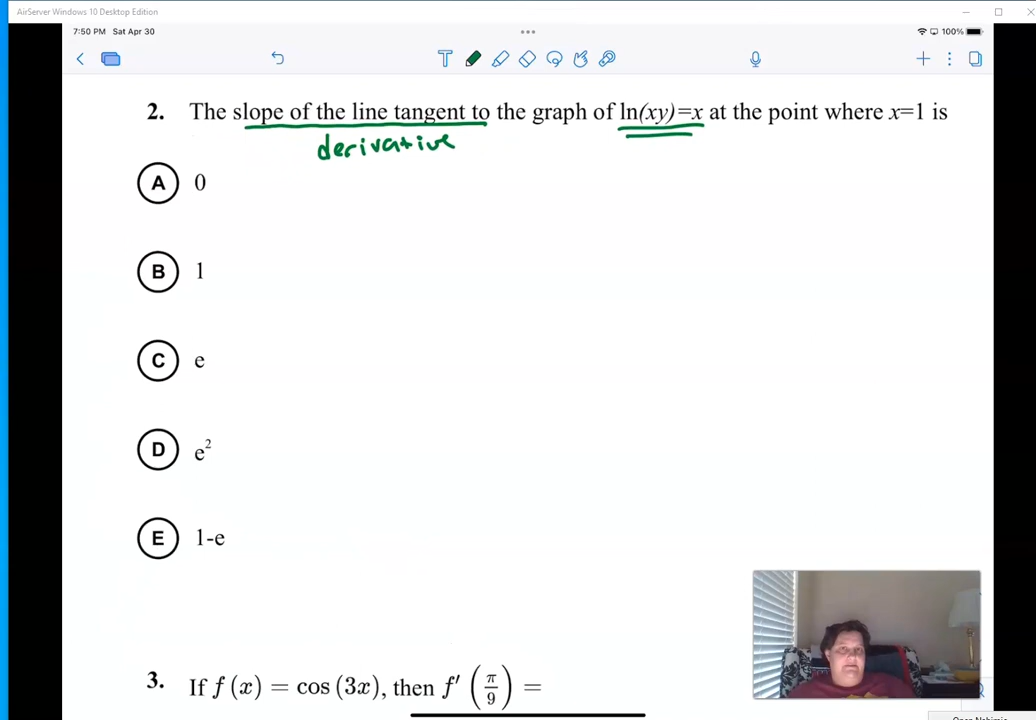 AirServer Windows 10 Desktop Edition
7:50 PM Sat Apr 30
100%
2. The slope of the line tangent to the graph of ln(xy)=x at the point where x=1 is
derivative
A 0
B 1
C e
D e²
E 1-e
3. If f(x) = cos(3x), then f′(π/9) =